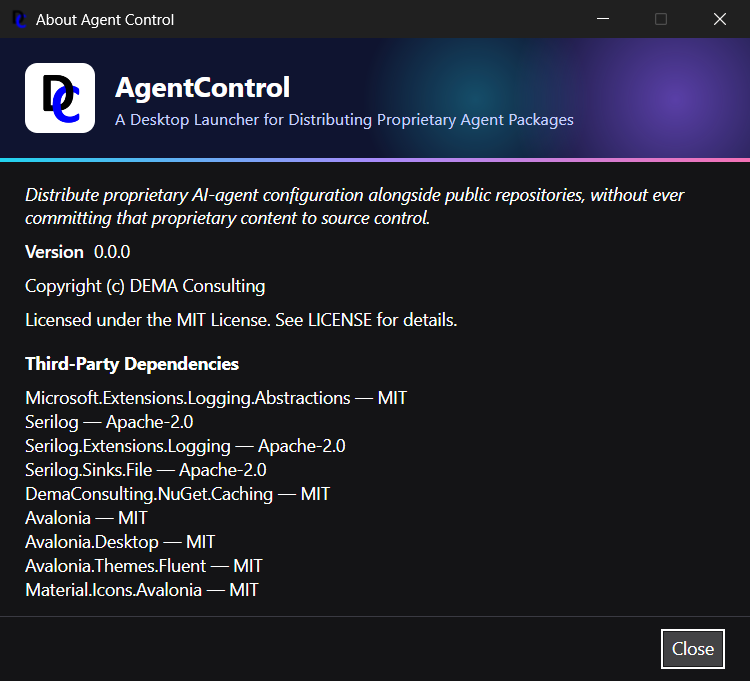 About Agent Control
DC
AgentControl
A Desktop Launcher for Distributing Proprietary Agent Packages
Distribute proprietary AI-agent configuration alongside public repositories, without ever
committing that proprietary content to source control.
Version 0.0.0
Copyright (c) DEMA Consulting
Licensed under the MIT License. See LICENSE for details.
Third-Party Dependencies
Microsoft.Extensions.Logging.Abstractions — MIT
Serilog — Apache-2.0
Serilog.Extensions.Logging — Apache-2.0
Serilog.Sinks.File — Apache-2.0
DemaConsulting.NuGet.Caching — MIT
Avalonia — MIT
Avalonia.Desktop — MIT
Avalonia.Themes.Fluent — MIT
Material.Icons.Avalonia — MIT
Close